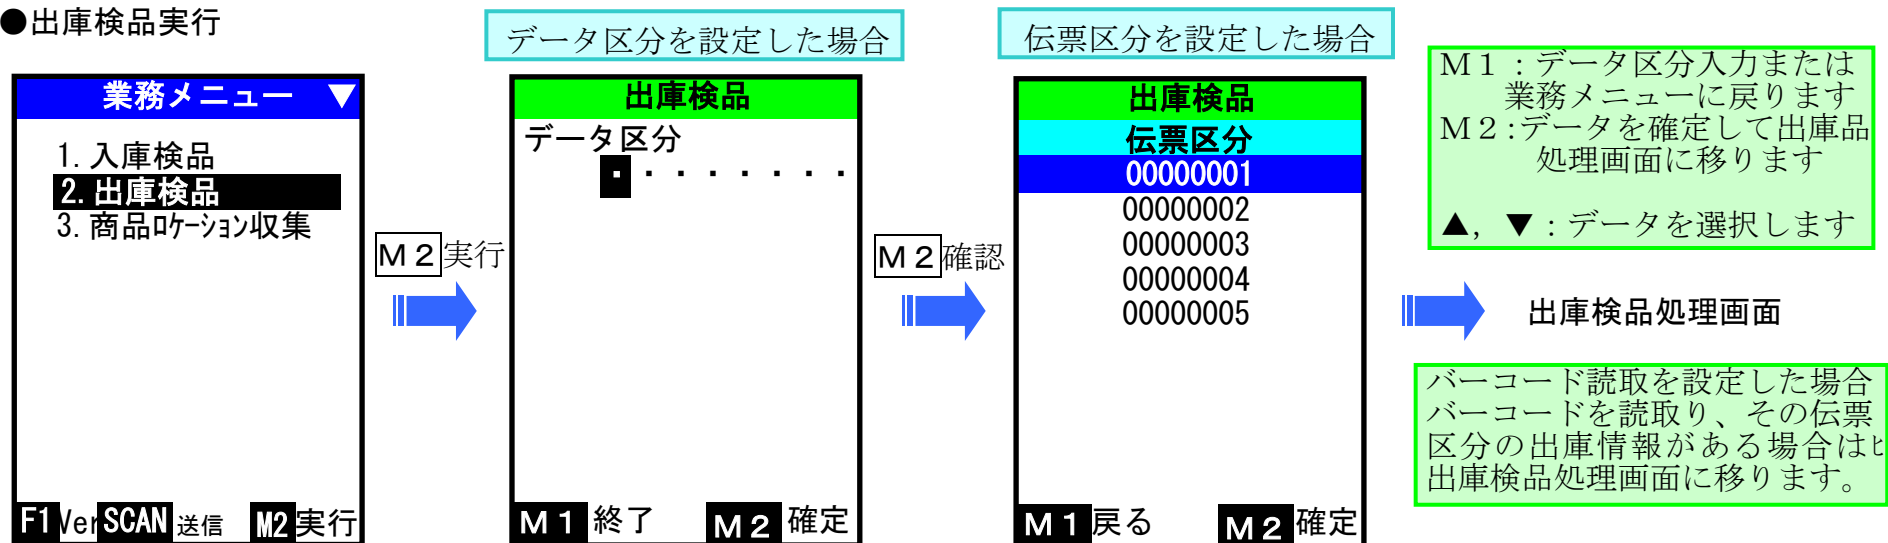 ●出庫検品実行
データ区分を設定した場合
伝票区分を設定した場合
業務メニュー ▼
1. 入庫検品
2. 出庫検品
3. 商品ﾛｹｰｼｮﾝ収集
F1 Ver SCAN 送信 M2 実行
M2 実行
出庫検品
データ区分
. . . . . . . .
M1 終了 M2 確定
M2 確認
出庫検品
伝票区分
00000001
00000002
00000003
00000004
00000005
M1 戻る M2 確定
M1：データ区分入力または
業務メニューに戻ります
M2：データを確定して出庫品
処理画面に移ります
▲，▼：データを選択します
出庫検品処理画面
バーコード読取を設定した場合
バーコードを読取り、その伝票
区分の出庫情報がある場合はﾋ
出庫検品処理画面に移ります。